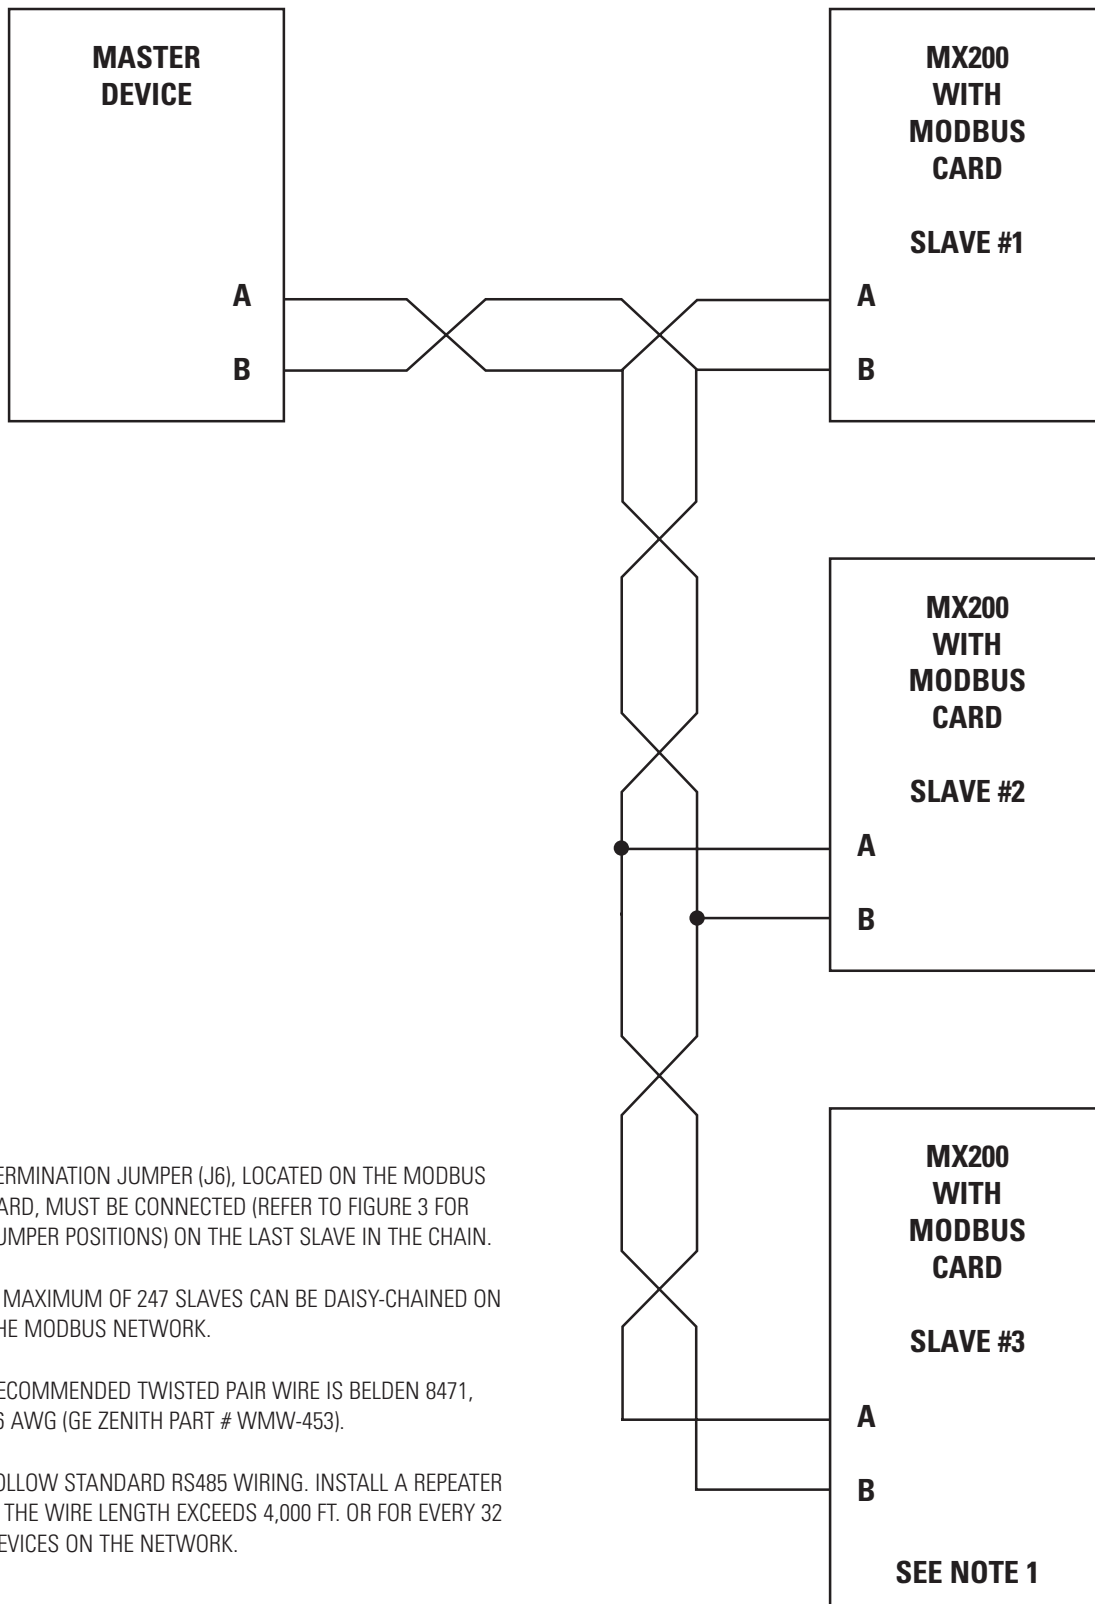 MASTER
DEVICE
A
B
MX200
WITH
MODBUS
CARD
SLAVE #1
A
B
MX200
WITH
MODBUS
CARD
SLAVE #2
A
B
MX200
WITH
MODBUS
CARD
SLAVE #3
A
B
SEE NOTE 1
ERMINATION JUMPER (J6), LOCATED ON THE MODBUS
ARD, MUST BE CONNECTED (REFER TO FIGURE 3 FOR
UMPER POSITIONS) ON THE LAST SLAVE IN THE CHAIN.
MAXIMUM OF 247 SLAVES CAN BE DAISY-CHAINED ON
HE MODBUS NETWORK.
ECOMMENDED TWISTED PAIR WIRE IS BELDEN 8471,
6 AWG (GE ZENITH PART # WMW-453).
OLLOW STANDARD RS485 WIRING. INSTALL A REPEATER
THE WIRE LENGTH EXCEEDS 4,000 FT. OR FOR EVERY 32
EVICES ON THE NETWORK.